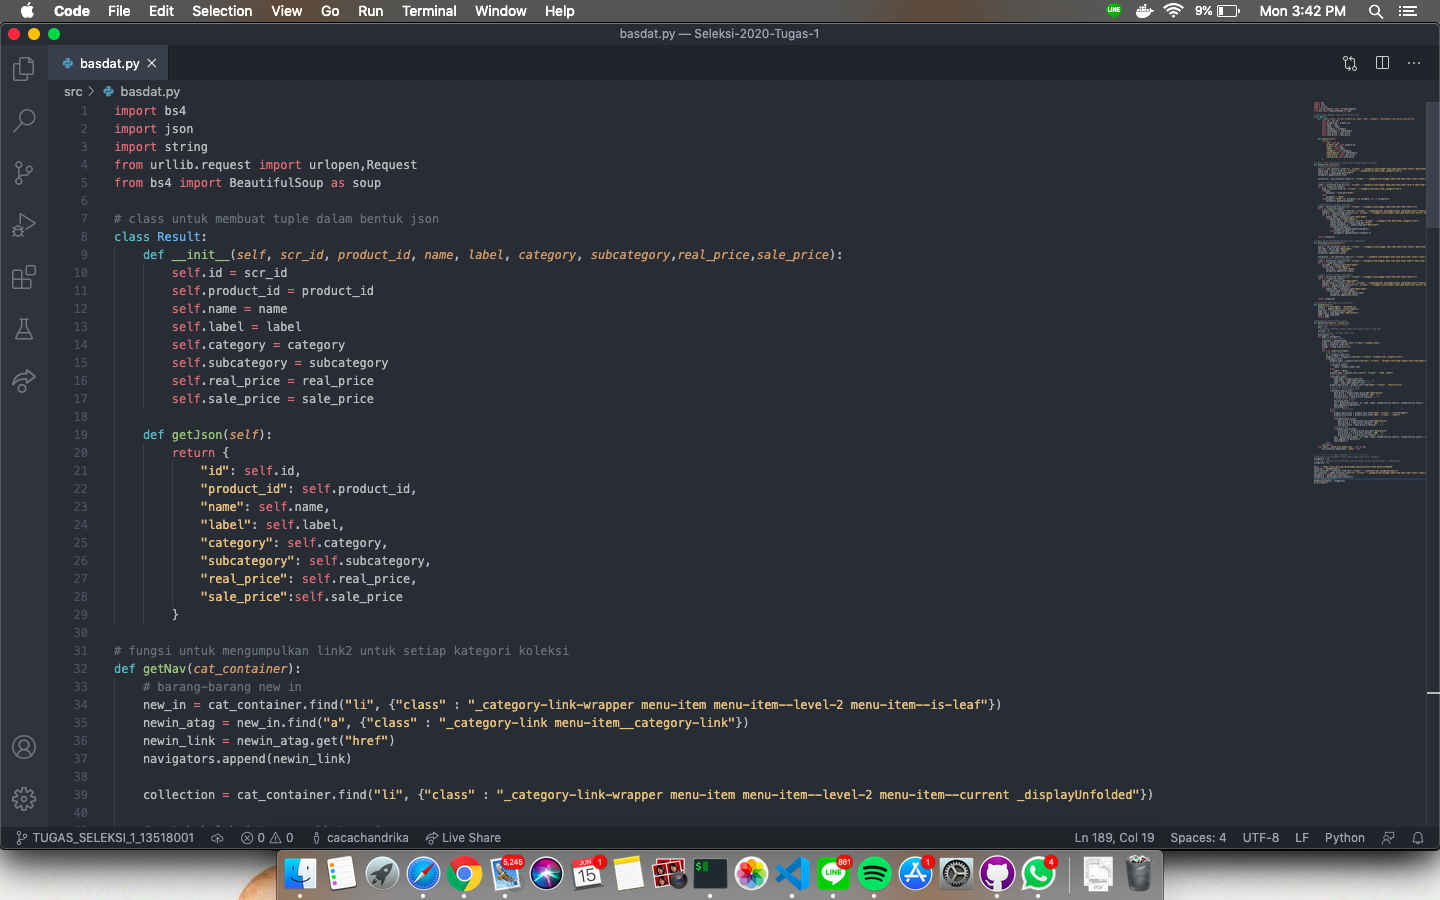 Code File Edit Selection View Go Run Terminal Window Help LINE 9% Mon 3:42 PM
basdat.py — Seleksi-2020-Tugas-1
basdat.py
src > basdat.py
1 import bs4
2 import json
3 import string
4 from urllib.request import urlopen,Request
5 from bs4 import BeautifulSoup as soup
6
7 # class untuk membuat tuple dalam bentuk json
8 class Result:
9 def __init__(self, scr_id, product_id, name, label, category, subcategory,real_price,sale_price):
10 self.id = scr_id
11 self.product_id = product_id
12 self.name = name
13 self.label = label
14 self.category = category
15 self.subcategory = subcategory
16 self.real_price = real_price
17 self.sale_price = sale_price
18
19 def getJson(self):
20 return {
21 "id": self.id,
22 "product_id": self.product_id,
23 "name": self.name,
24 "label": self.label,
25 "category": self.category,
26 "subcategory": self.subcategory,
27 "real_price": self.real_price,
28 "sale_price":self.sale_price
29 }
30
31 # fungsi untuk mengumpulkan link2 untuk setiap kategori koleksi
32 def getNav(cat_container):
33 # barang-barang new in
34 new_in = cat_container.find("li", {"class" : "_category-link-wrapper menu-item menu-item--level-2 menu-item--is-leaf"})
35 newin_atag = new_in.find("a", {"class" : "_category-link menu-item__category-link"})
36 newin_link = newin_atag.get("href")
37 navigators.append(newin_link)
38
39 collection = cat_container.find("li", {"class" : "_category-link-wrapper menu-item menu-item--level-2 menu-item--current _displayUnfolded"})
40
TUGAS_SELEKSI_1_13518001 0 0 cacachandrika Live Share Ln 189, Col 19 Spaces: 4 UTF-8 LF Python
5,245 JUN 15 1 $ LINE 881 1 4 PDF